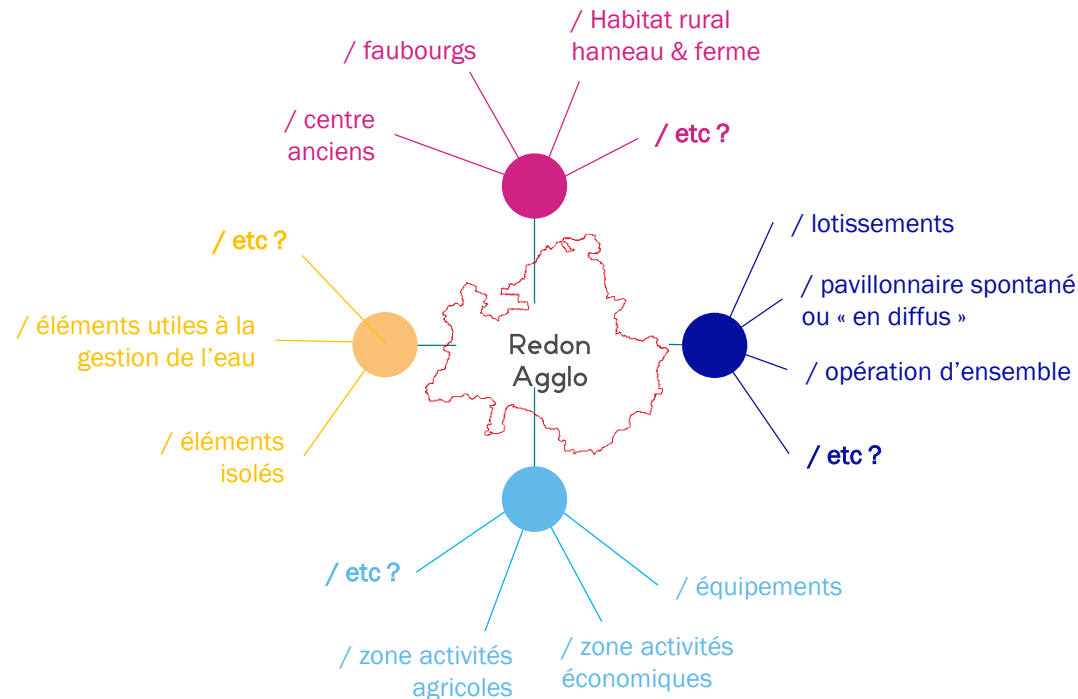 / Habitat rural
hameau & ferme
/ faubourgs
/ centre
anciens
/ etc ?
/ etc ?
/ éléments utiles à la
gestion de l'eau
/ éléments
isolés
Redon
Agglo
/ lotissements
/ pavillonnaire spontané
ou « en diffus »
/ opération d'ensemble
/ etc ?
/ etc ?
/ équipements
/ zone activités
agricoles
/ zone activités
économiques